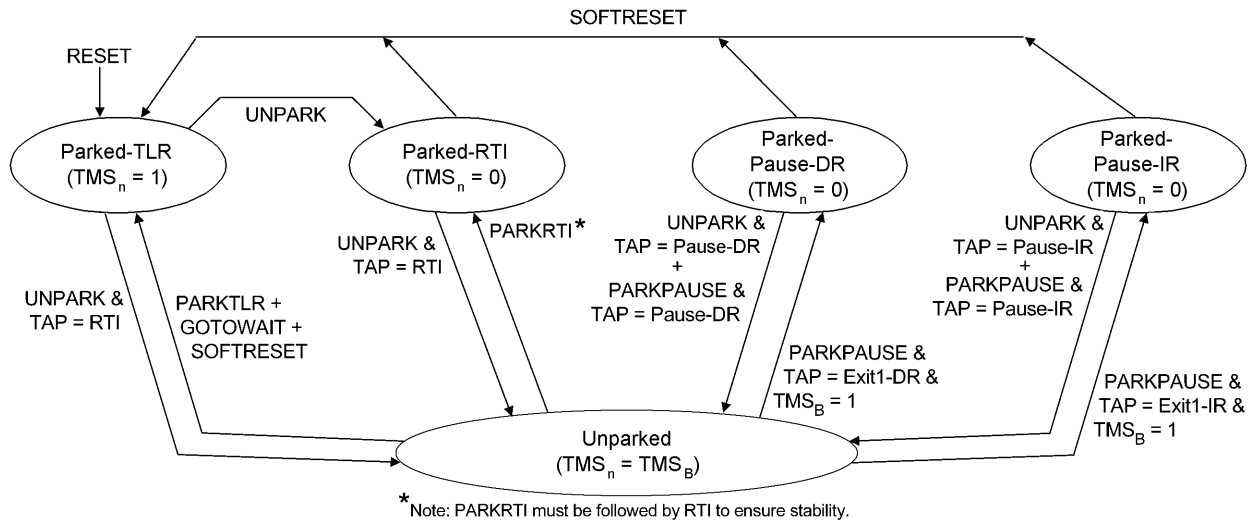 SOFTRESET
RESET
UNPARK
Parked-TLR
(TMSn = 1)
Parked-RTI
(TMSn = 0)
Parked-
Pause-DR
(TMSn = 0)
Parked-
Pause-IR
(TMSn = 0)
UNPARK &
TAP = RTI
PARKTLR +
GOTOWAIT +
SOFTRESET
UNPARK &
TAP = RTI
PARKRTI*
UNPARK &
TAP = Pause-DR
+
PARKPAUSE &
TAP = Pause-DR
PARKPAUSE &
TAP = Exit1-DR &
TMSB = 1
UNPARK &
TAP = Pause-IR
+
PARKPAUSE &
TAP = Pause-IR
PARKPAUSE &
TAP = Exit1-IR &
TMSB = 1
Unparked
(TMSn = TMSB)
*Note: PARKRTI must be followed by RTI to ensure stability.